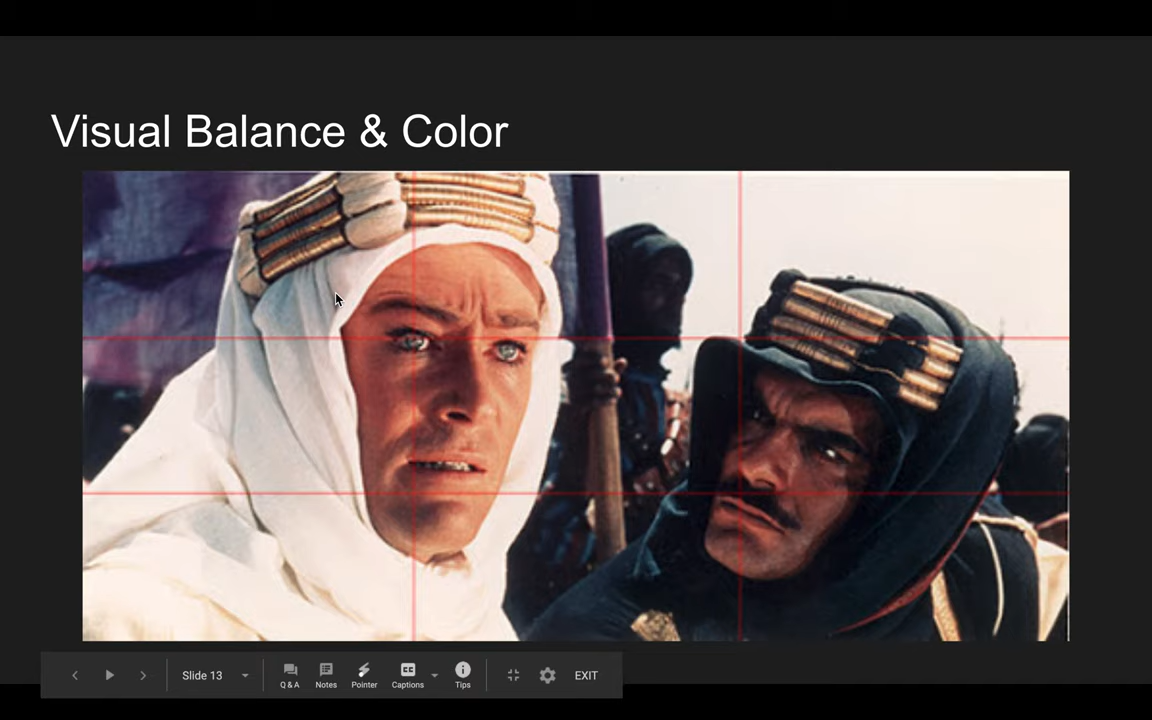 Visual Balance & Color
Slide 13
Q & A
Notes
Pointer
Captions
Tips
EXIT